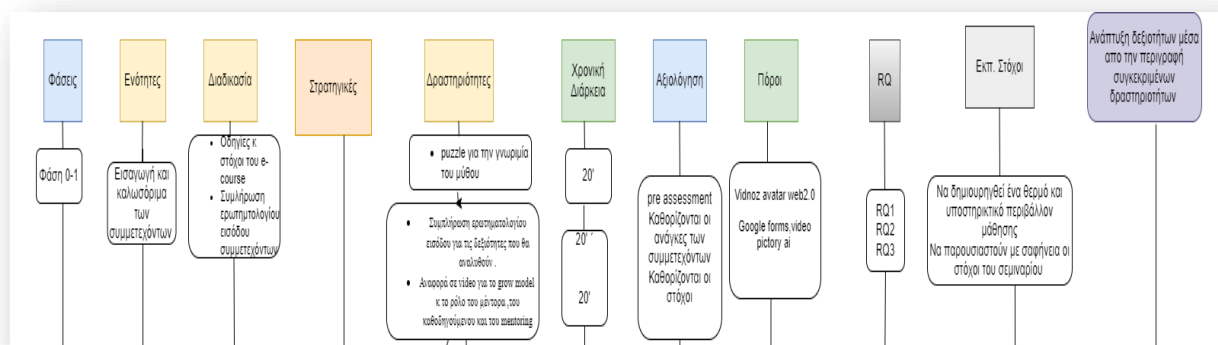 Φάσεις
Ενότητες
Διαδικασία
Στρατηγικές
Δραστηριότητες
Χρονική
Διάρκεια
Αξιολόγηση
Πόροι
RQ
Εκπ. Στόχοι
Ανάπτυξη δεξιοτήτων μέσα
απο την περιγραφή
συγκεκριμένων
δραστηριοτήτων
Φάση 0-1
Εισαγωγή και
καλωσόριμα
των
συμμετεχόντων
• Οδηγίες κ
στόχοι του e-
course
• Συμλήρωση
ερωτημτολογίου
εισόδου
συμμετεχόντων
• puzzle για την γνωριμία
του μύθου
• Συμπλήρωση ερωτηματολογίου
εισόδου για τις δεξιότητες που θα
αναλυθούν .
• Αναφορά σε video για το grow model
κ το ρόλο του μέντορα ,του
καθοδηγούμενου και του mentoring
20'
20' ΄
20'
pre assessment
Καθορίζονται οι
ανάγκες των
συμμετεχόντων
Καθορίζονται οι
στόχοι
Vidnoz avatar web2.0
Google forms,video
pictory ai
RQ1
RQ2
RQ3
Να δημιουρηγθεί ένα θερμό και
υποστηρικτικό περιβάλλον
μάθησης
Να παρουσιαστούν με σαφήνεια οι
στόχοι του σεμιναρίου